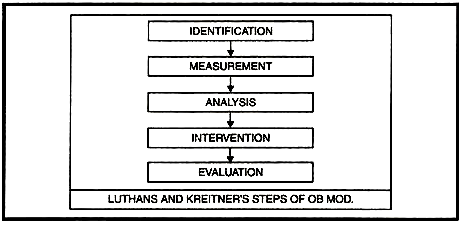 IDENTIFICATION
MEASUREMENT
ANALYSIS
INTERVENTION
EVALUATION
LUTHANS AND KREITNER'S STEPS OF OB MOD.